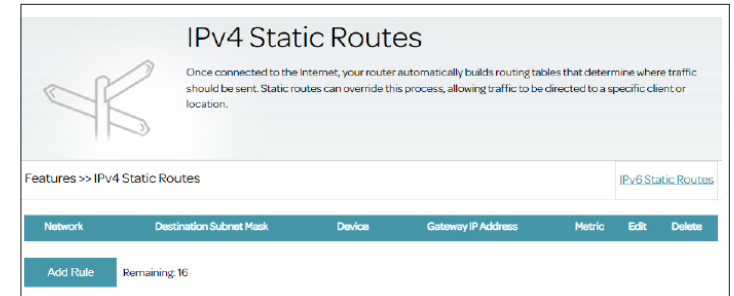 IPv4 Static Routes
Once connected to the Internet, your router automatically builds routing tables that determine where traffic
should be sent. Static routes can override this process, allowing traffic to be directed to a specific client or
location.
Features >> IPv4 Static Routes
IPv6 Static Routes
Network Destination Subnet Mask Device Gateway IP Address Metric Edit Delete
Add Rule Remaining: 16